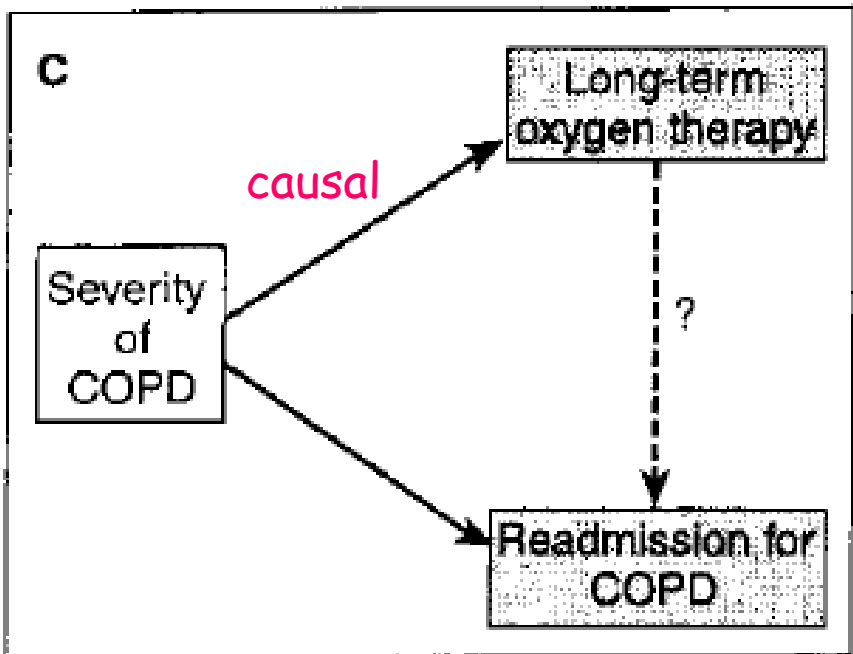 C
Long-term
oxygen therapy
causal
Severity
of
COPD
?
Readmission for
COPD